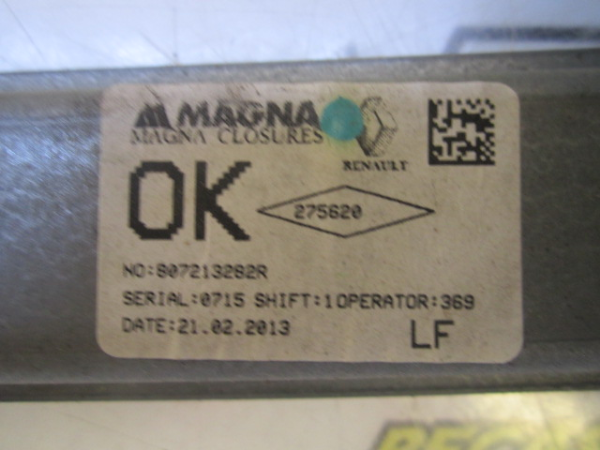 MAGNA
MAGNA CLOSURES
RENAULT
OK
275620
NO:807213282R
SERIAL:0715 SHIFT:1OPERATOR:369
DATE:21.02.2013
LF